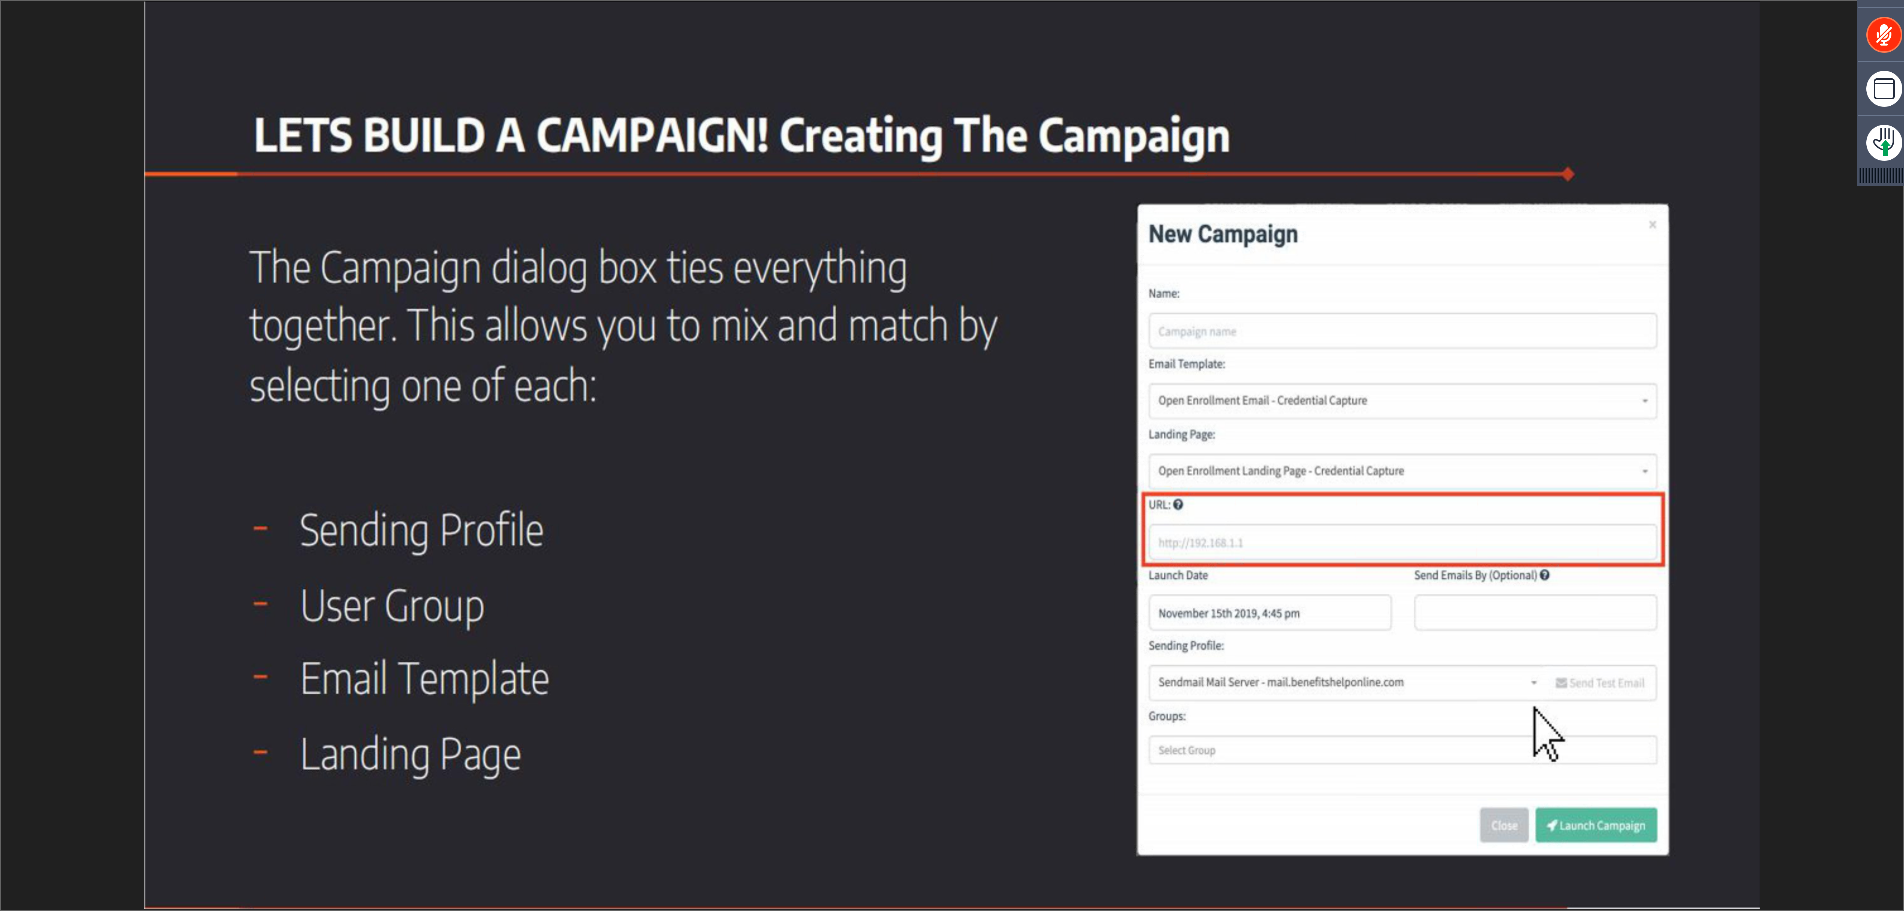 LETS BUILD A CAMPAIGN! Creating The Campaign
The Campaign dialog box ties everything
together. This allows you to mix and match by
selecting one of each:
- Sending Profile
- User Group
- Email Template
- Landing Page
New Campaign
×
Name:
Campaign name
Email Template:
Open Enrollment Email - Credential Capture
Landing Page:
Open Enrollment Landing Page - Credential Capture
URL: ?
http://192.168.1.1
Launch Date
Send Emails By (Optional) ?
November 15th 2019, 4:45 pm
Sending Profile:
Sendmail Mail Server - mail.benefitshelponline.com
Send Test Email
Groups:
Select Group
Close
Launch Campaign